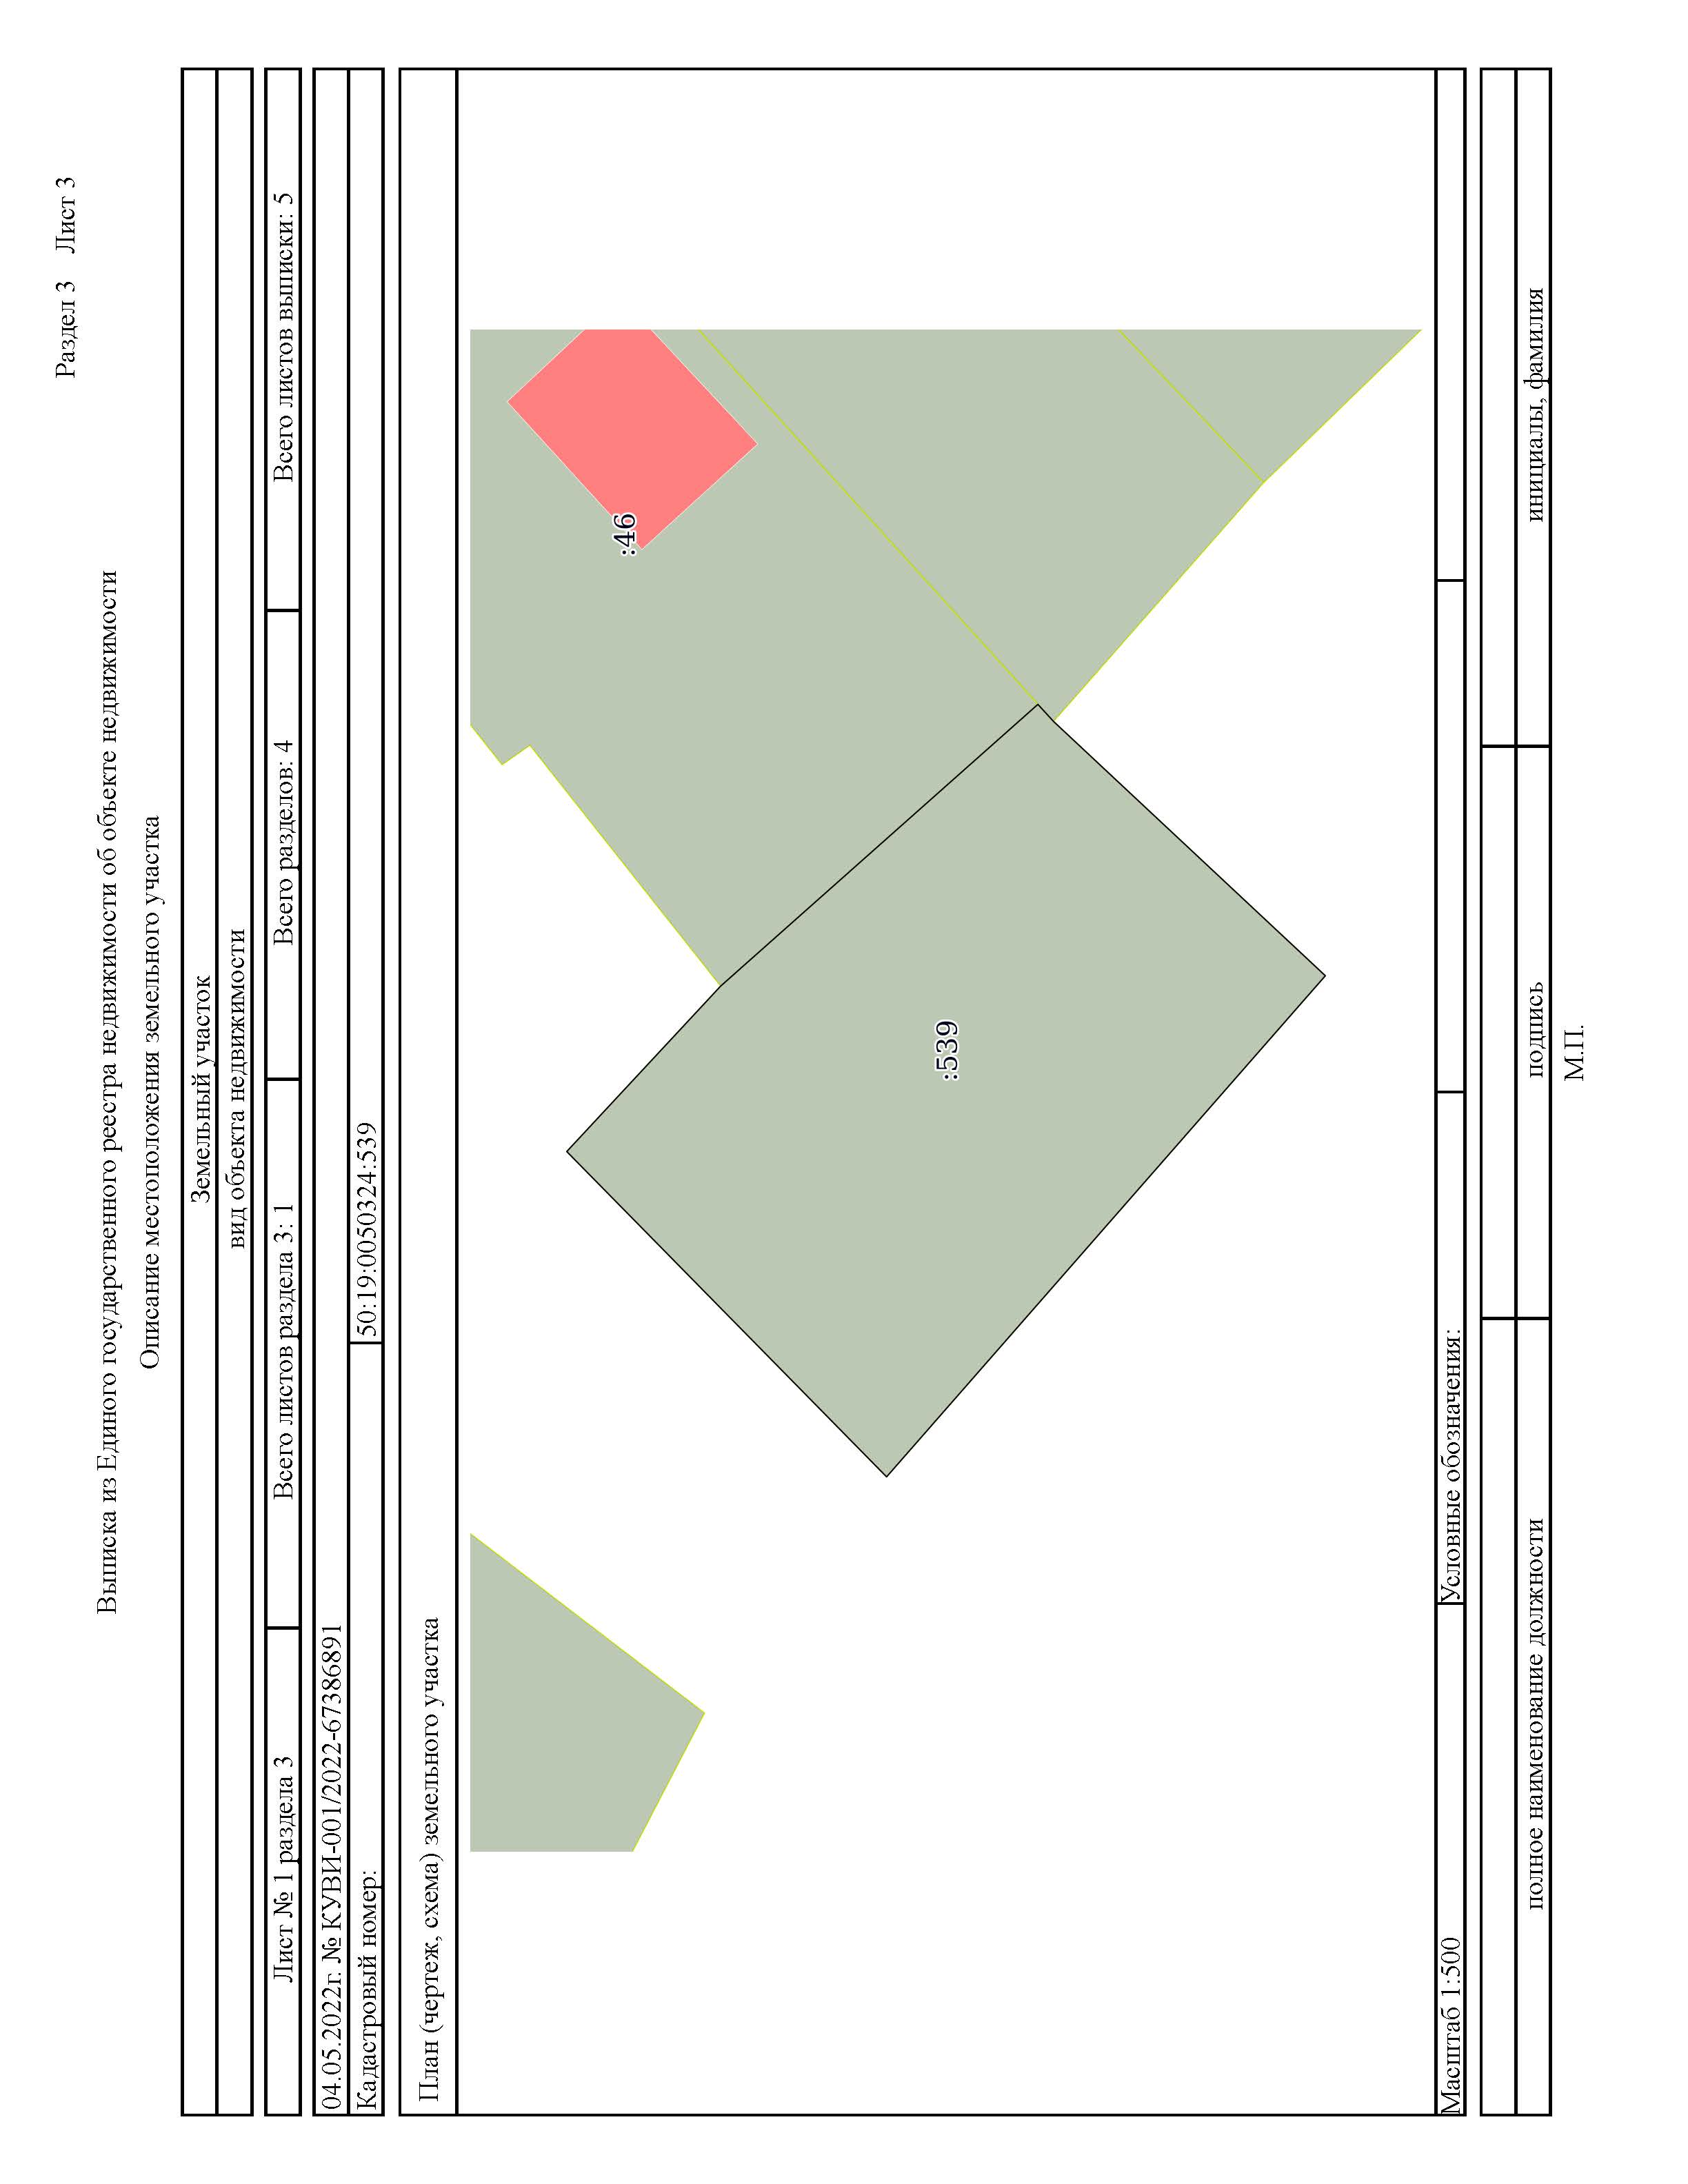 Раздел 3 Лист 3
Выписка из Единого государственного реестра недвижимости об объекте недвижимости
Описание местоположения земельного участка
Земельный участок
вид объекта недвижимости
Лист № 1 раздела 3 Всего листов раздела 3: 1 Всего разделов: 4 Всего листов выписки: 5
04.05.2022г. № КУВИ-001/2022-67386891
Кадастровый номер: 50:19:0050324:539
План (чертеж, схема) земельного участка
:46
:539
Масштаб 1:500 Условные обозначения:
полное наименование должности подпись инициалы, фамилия
М.П.